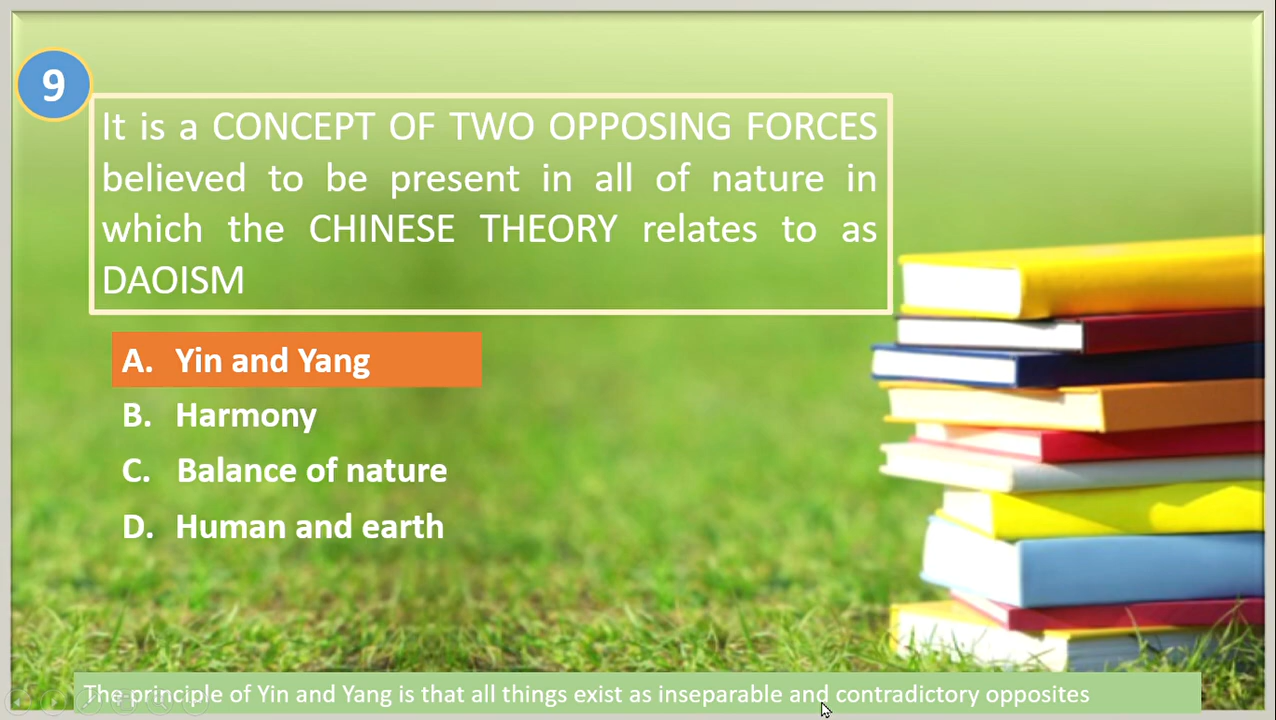 9
It is a CONCEPT OF TWO OPPOSING FORCES
believed to be present in all of nature in
which the CHINESE THEORY relates to as
DAOISM
A. Yin and Yang
B. Harmony
C. Balance of nature
D. Human and earth
The principle of Yin and Yang is that all things exist as inseparable and contradictory opposites